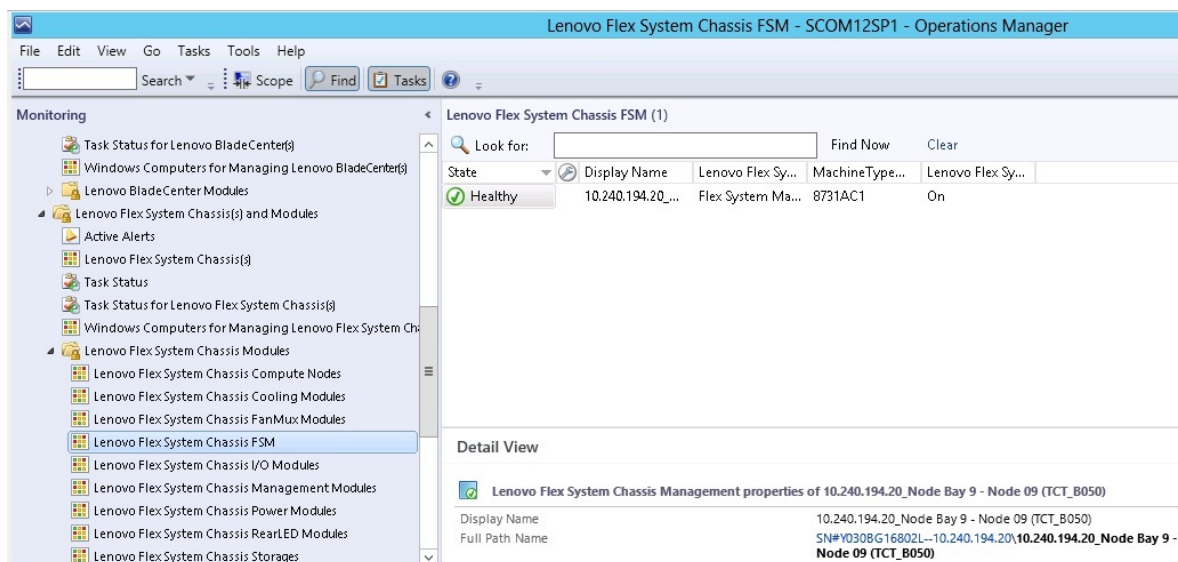 Lenovo Flex System Chassis FSM - SCOM12SP1 - Operations Manager
File Edit View Go Tasks Tools Help
Search Scope Find Tasks
Monitoring
Task Status for Lenovo BladeCenter(s)
Windows Computers for Managing Lenovo BladeCenter(s)
Lenovo BladeCenter Modules
Lenovo Flex System Chassis(s) and Modules
Active Alerts
Lenovo Flex System Chassis(s)
Task Status
Task Status for Lenovo Flex System Chassis(s)
Windows Computers for Managing Lenovo Flex System Ch
Lenovo Flex System Chassis Modules
Lenovo Flex System Chassis Compute Nodes
Lenovo Flex System Chassis Cooling Modules
Lenovo Flex System Chassis FanMux Modules
Lenovo Flex System Chassis FSM
Lenovo Flex System Chassis I/O Modules
Lenovo Flex System Chassis Management Modules
Lenovo Flex System Chassis Power Modules
Lenovo Flex System Chassis RearLED Modules
Lenovo Flex System Chassis Storages
Lenovo Flex System Chassis FSM (1)
Look for: Find Now Clear
State Display Name Lenovo Flex Sy... MachineType... Lenovo Flex Sy...
Healthy 10.240.194.20_... Flex System Ma... 8731AC1 On
Detail View
Lenovo Flex System Chassis Management properties of 10.240.194.20_Node Bay 9 - Node 09 (TCT_B050)
Display Name 10.240.194.20_Node Bay 9 - Node 09 (TCT_B050)
Full Path Name SN#Y030BG16802L--10.240.194.20\10.240.194.20_Node Bay 9 -
Node 09 (TCT_B050)